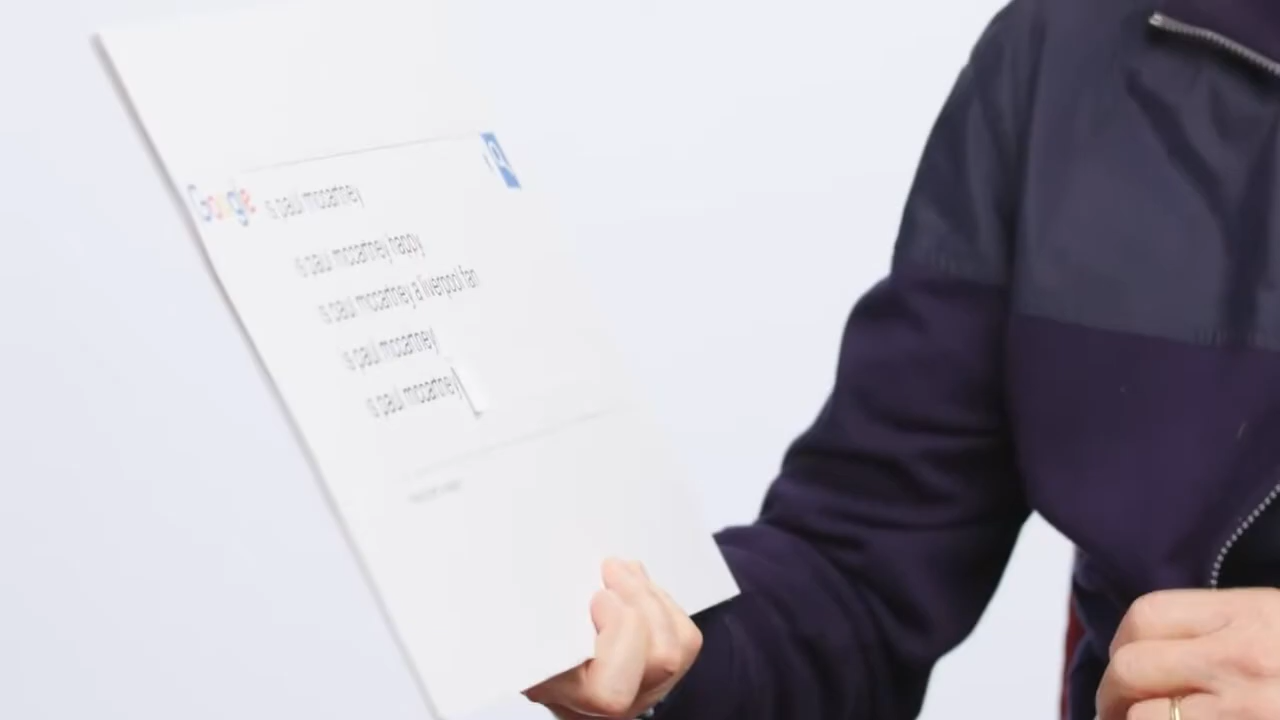 Google is paul mccartney
is paul mccartney happy
is paul mccartney a liverpool fan
is paul mccartney
is paul mccartney